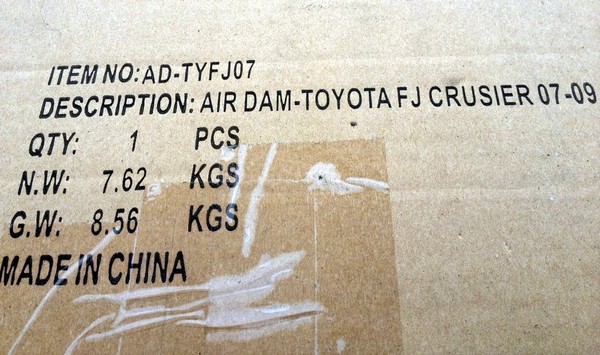 ITEM NO: AD-TYFJ07
DESCRIPTION: AIR DAM-TOYOTA FJ CRUSIER 07-09
QTY: 1 PCS
N.W: 7.62 KGS
G.W: 8.56 KGS
MADE IN CHINA